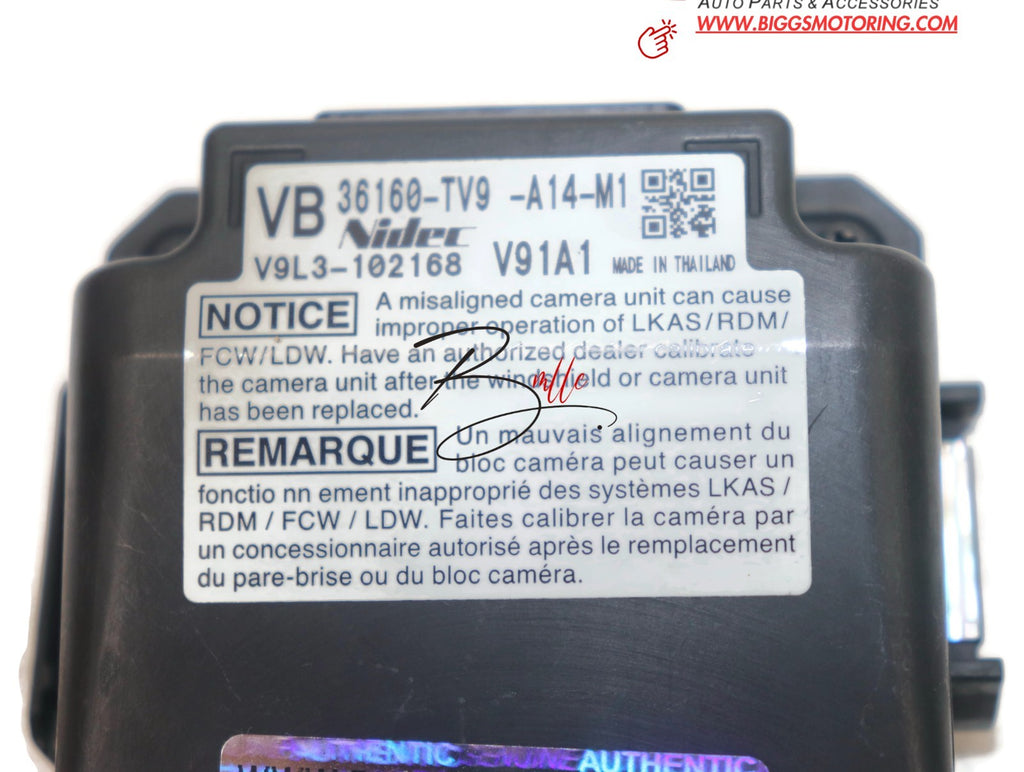 AUTO PARTS & ACCESSORIES
WWW.BIGGSMOTORING.COM
VB 36160-TV9 -A14-M1
Nidec
V9L3-102168 V91A1 MADE IN THAILAND
NOTICE A misaligned camera unit can cause
improper operation of LKAS/RDM/
FCW/LDW. Have an authorized dealer calibrate
the camera unit after the windshield or camera unit
has been replaced.
REMARQUE Un mauvais alignement du
bloc caméra peut causer un
fonctio nn ement inapproprié des systèmes LKAS /
RDM / FCW / LDW. Faites calibrer la caméra par
un concessionnaire autorisé après le remplacement
du pare-brise ou du bloc caméra.
AUTHENTIC GENUINE AUTHENTIC